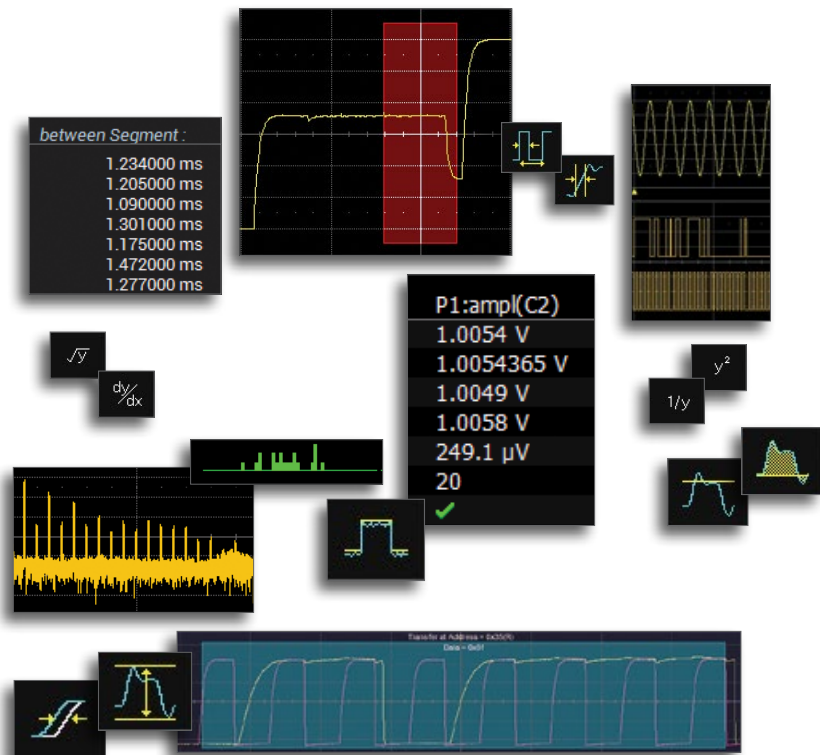 between Segment :
1.234000 ms
1.205000 ms
1.090000 ms
1.301000 ms
1.175000 ms
1.472000 ms
1.277000 ms
P1:ampl(C2)
1.0054 V
1.0054365 V
1.0049 V
1.0058 V
249.1 µV
20
√y
dy/dx
y²
1/y
Transfer at Address = 0x35(R)
Data = 0x91